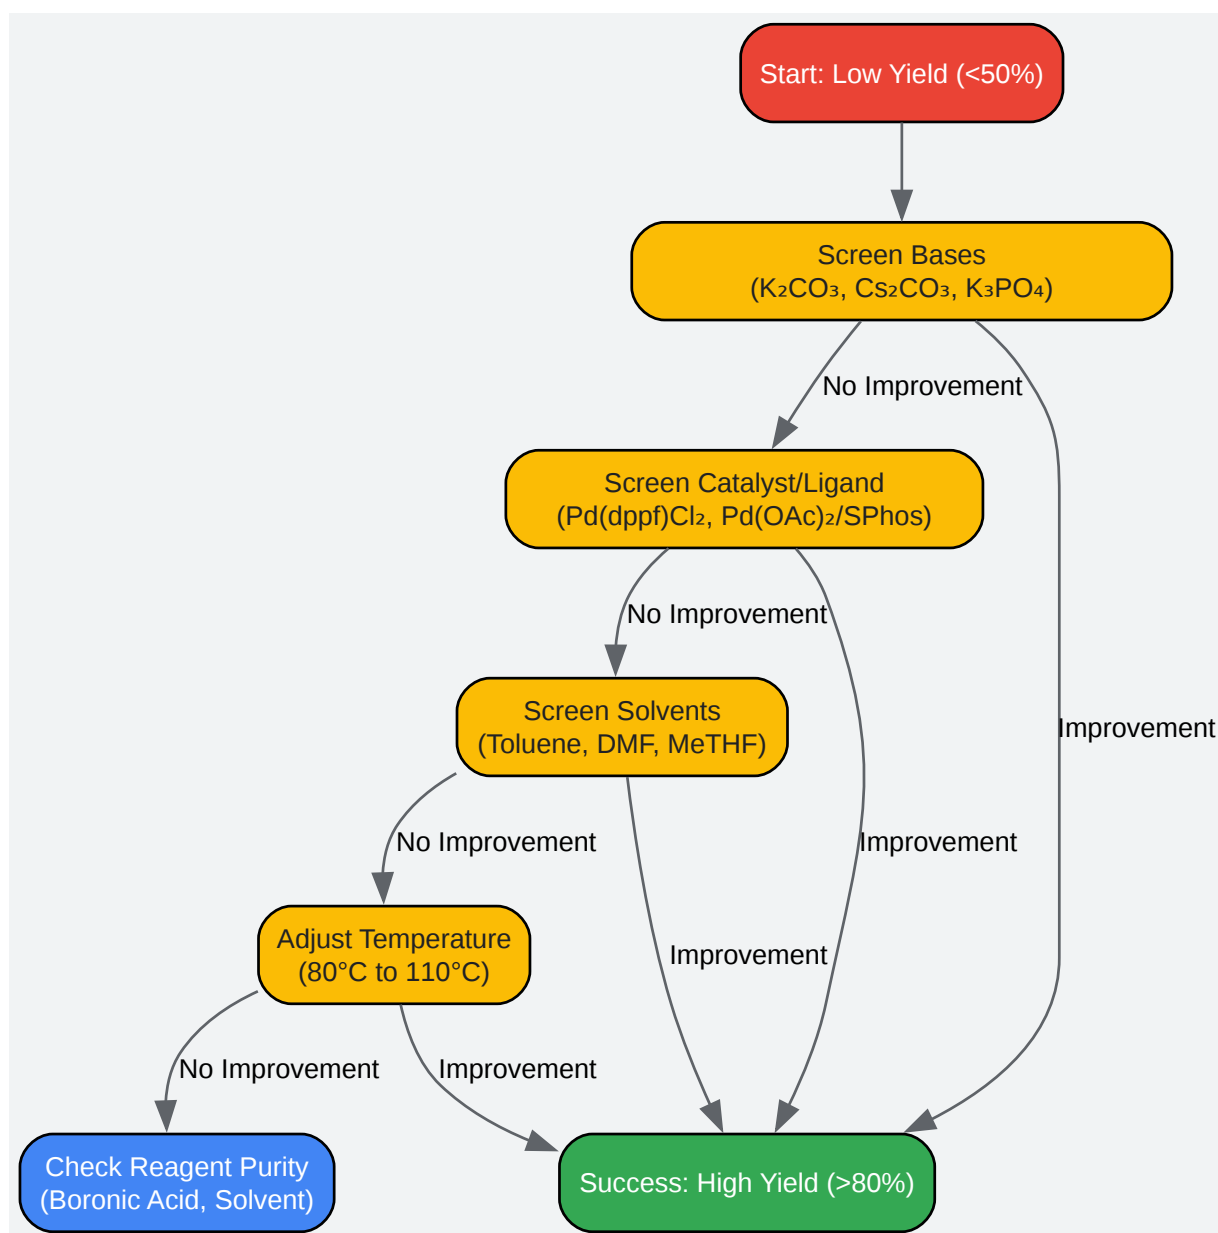 Start: Low Yield (<50%)
Screen Bases
(K₂CO₃, Cs₂CO₃, K₃PO₄)
No Improvement
Screen Catalyst/Ligand
(Pd(dppf)Cl₂, Pd(OAc)₂/SPhos)
No Improvement
Screen Solvents
(Toluene, DMF, MeTHF)
Improvement
No Improvement
Improvement
Adjust Temperature
(80°C to 110°C)
Improvement
No Improvement
Improvement
Check Reagent Purity
(Boronic Acid, Solvent)
Success: High Yield (>80%)